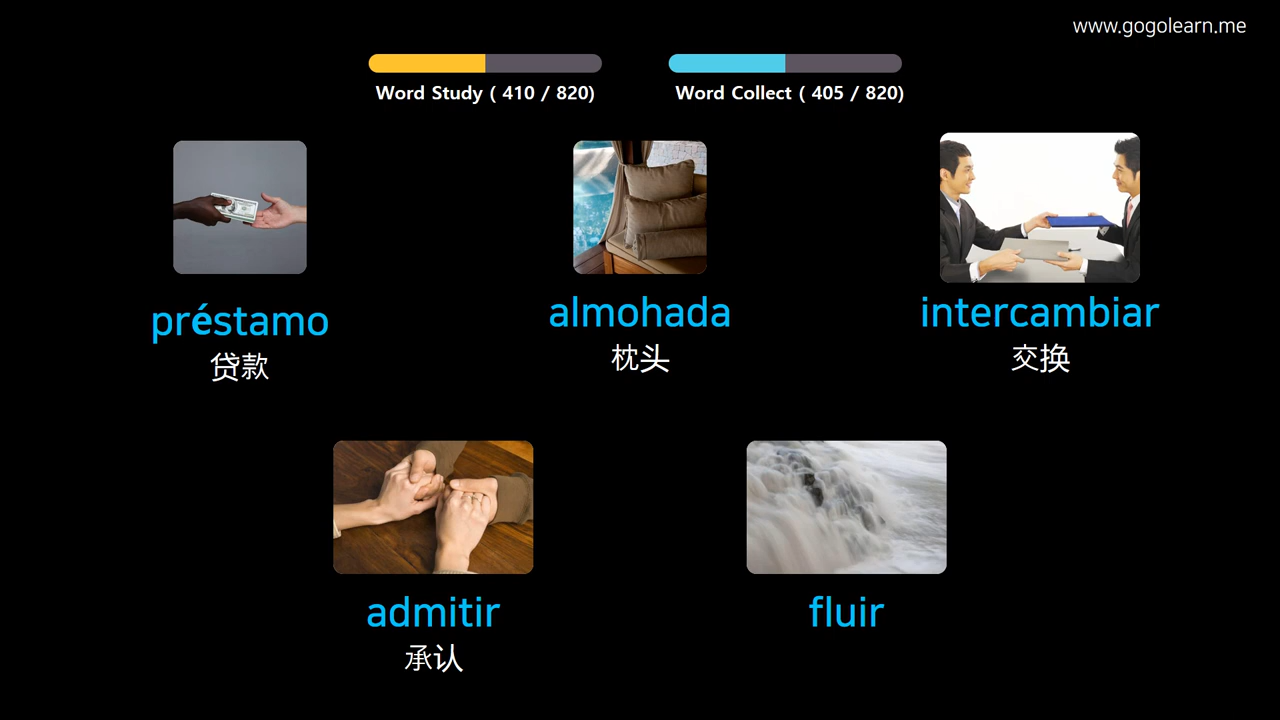 www.gogolearn.me
Word Study ( 410 / 820)
Word Collect ( 405 / 820)
préstamo
贷款
almohada
枕头
intercambiar
交换
admitir
承认
fluir